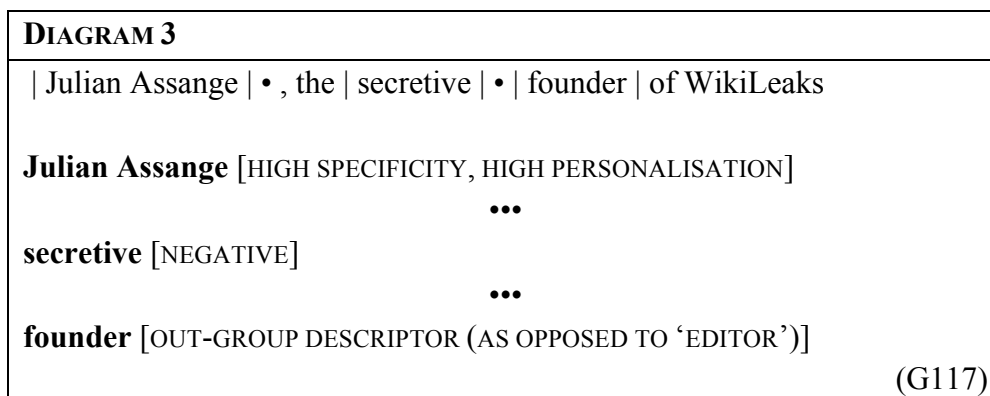 DIAGRAM 3
| Julian Assange | • , the | secretive | • | founder | of WikiLeaks
Julian Assange [HIGH SPECIFICITY, HIGH PERSONALISATION]
•••
secretive [NEGATIVE]
•••
founder [OUT-GROUP DESCRIPTOR (AS OPPOSED TO ‘EDITOR’)]
(G117)